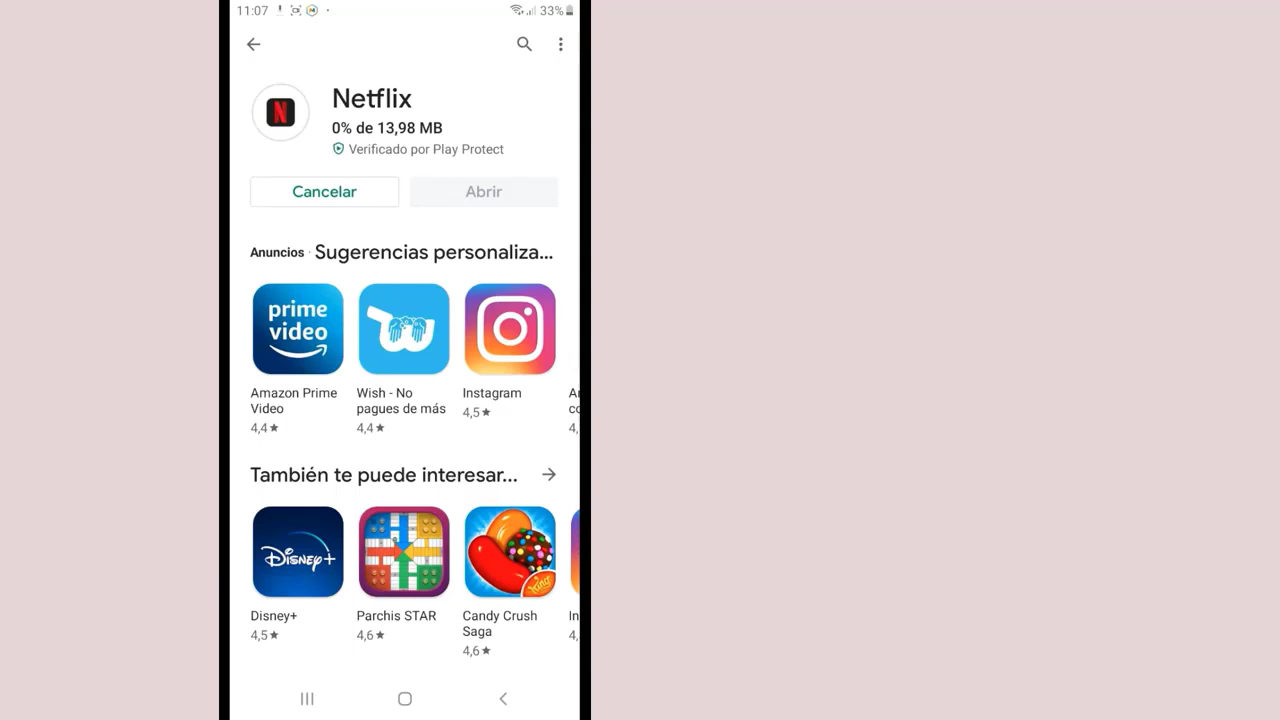 11:07 33%
Netflix
0% de 13,98 MB
Verificado por Play Protect
Cancelar Abrir
Anuncios · Sugerencias personaliza...
prime video
Amazon Prime Video
4,4★
Wish - No pagues de más
4,4★
Instagram
4,5★
También te puede interesar...
Disney+
Disney+
4,5★
Parchis STAR
4,6★
King
Candy Crush Saga
4,6★